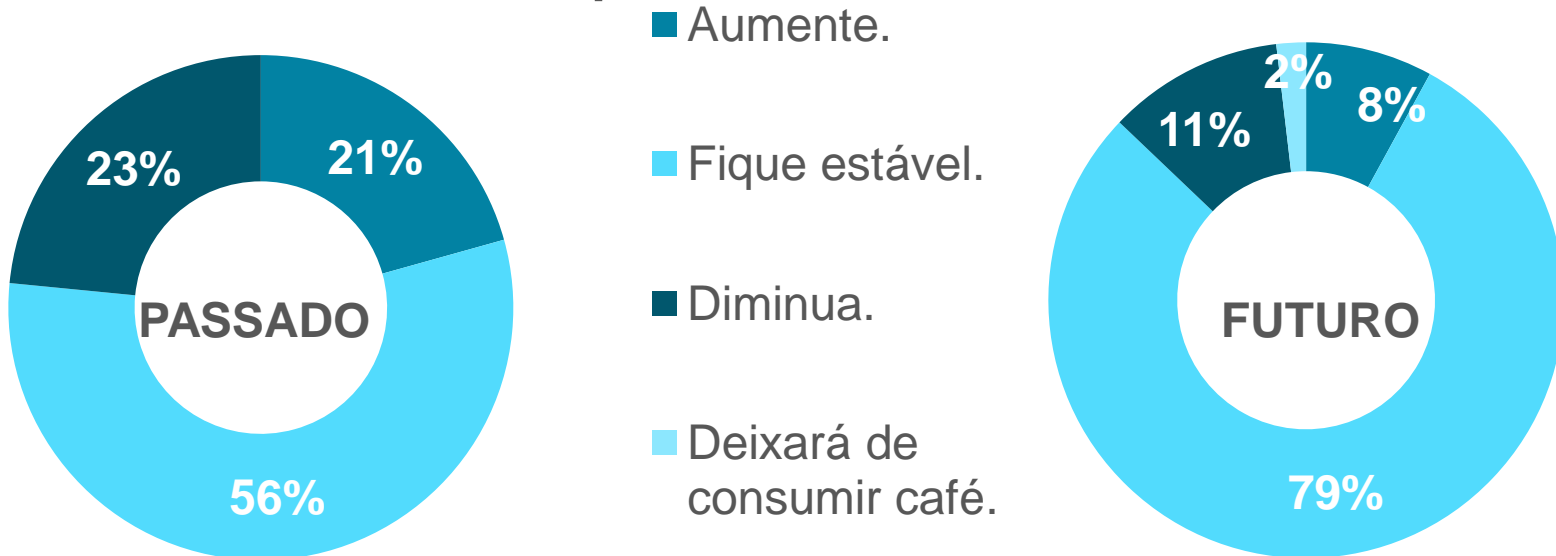 23%
21%
PASSADO
56%
Aumente.
Fique estável.
Diminua.
Deixará de
consumir café.
2%
8%
11%
FUTURO
79%